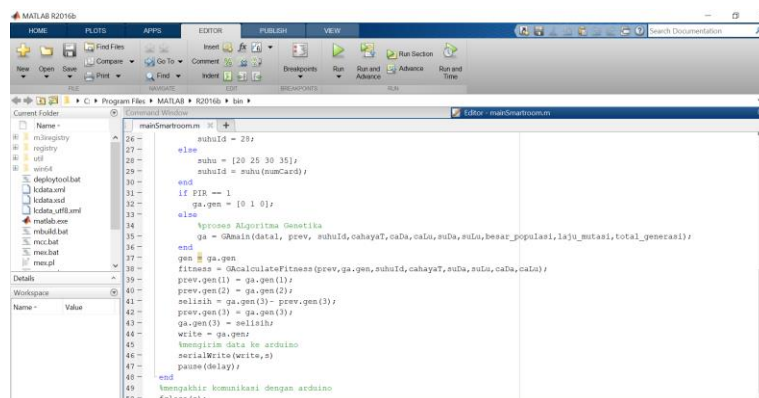 MATLAB R2016b
HOME PLOTS APPS EDITOR PUBLISH VIEW
Search Documentation
New Open Save Find Files Compare Print Go To Find
Insert fx Comment Indent
Breakpoints Run Run and Advance Run Section Advance Run and Time
FILE NAVIGATE EDIT BREAKPOINTS RUN
C: Program Files MATLAB R2016b bin
Current Folder
Command Window
Editor - mainSmartroom.m
Name
mainSmartroom.m
m3iregistry
registry
util
win64
deploytool.bat
lcdata.xml
lcdata.xsd
lcdata_utf8.xml
matlab.exe
mbuild.bat
mcc.bat
mex.bat
mex.pl
Details
Workspace
Name Value
26 suhuId = 28;
27 else
28 suhu = [20 25 30 35];
29 suhuId = suhu(numCard);
30 end
31 if PIR == 1
32 ga.gen = [0 1 0];
33 else
34 %proses ALgoritma Genetika
35 ga = GAmain(data1, prev, suhuId,cahayaT,caDa,caLu,suDa,suLu,besar_populasi,laju_mutasi,total_generasi);
36 end
37 gen = ga.gen
38 fitness = GAcalculateFitness(prev,ga.gen,suhuId,cahayaT,suDa,suLu,caDa,caLu);
39 prev.gen(1) = ga.gen(1);
40 prev.gen(2) = ga.gen(2);
41 selisih = ga.gen(3)- prev.gen(3);
42 prev.gen(3) = ga.gen(3);
43 ga.gen(3) = selisih;
44 write = ga.gen;
45 %mengirim data ke arduino
46 serialWrite(write,s)
47 pause(delay);
48 end
49 %mengakhir komunikasi dengan arduino